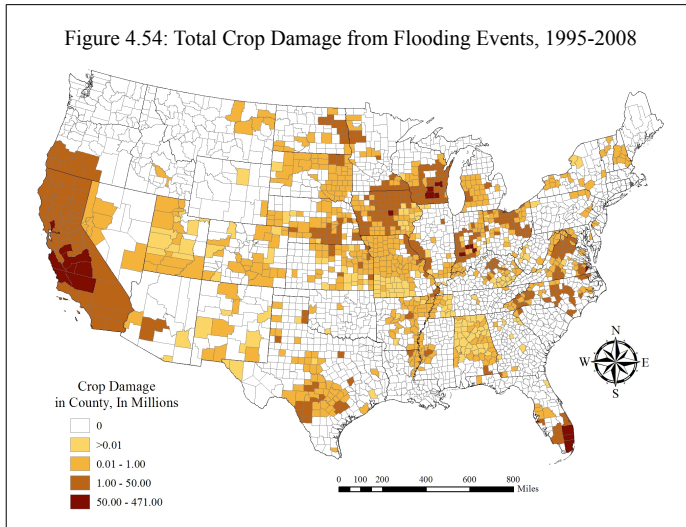 Figure 4.54: Total Crop Damage from Flooding Events, 1995-2008
N
W
E
S
Crop Damage
in County, In Millions
0
>0.01
0.01 - 1.00
1.00 - 50.00
50.00 - 471.00
0 100 200 400 600 800
Miles